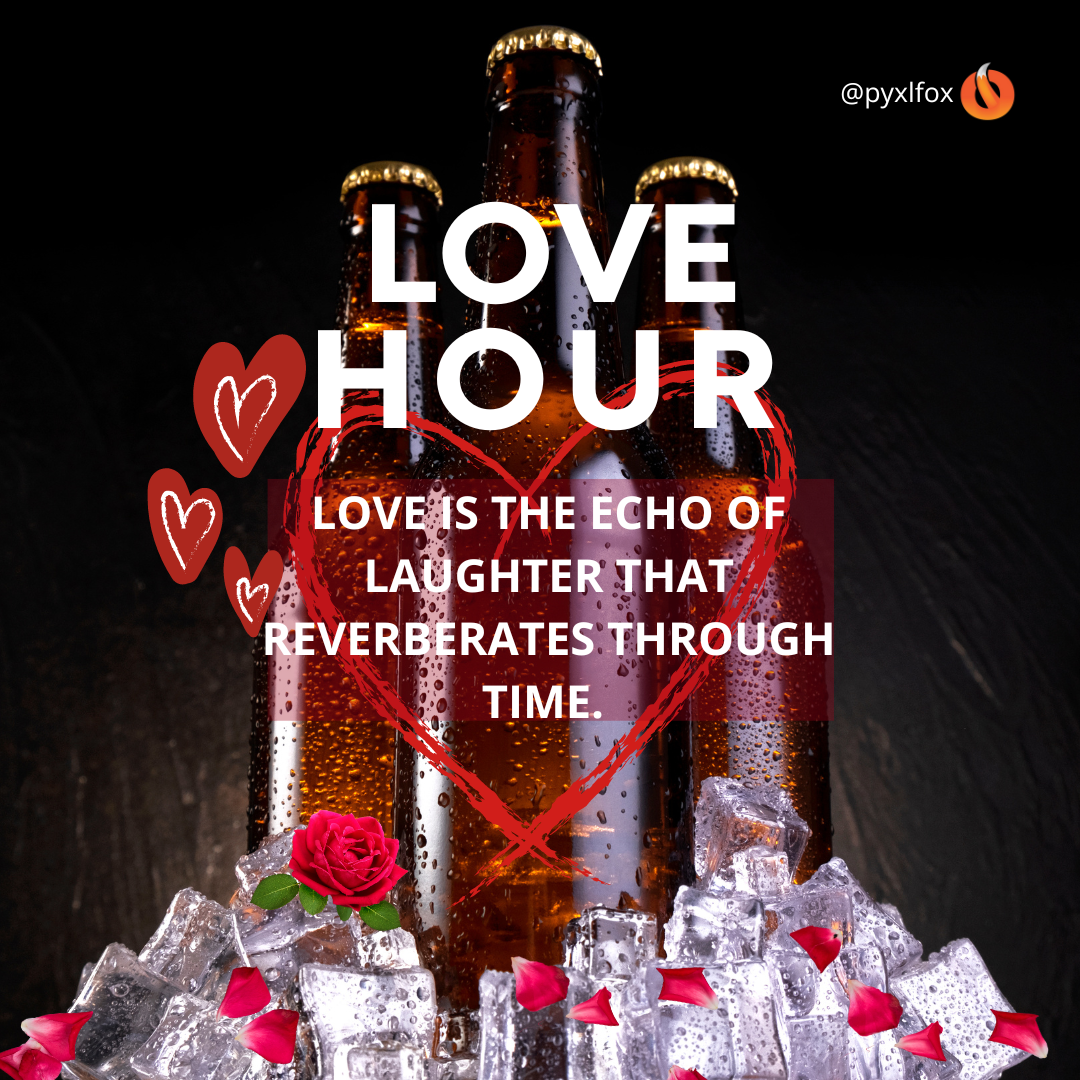 @pyxlfox
LOVE
HOUR
LOVE IS THE ECHO OF
LAUGHTER THAT
REVERBERATES THROUGH
TIME.